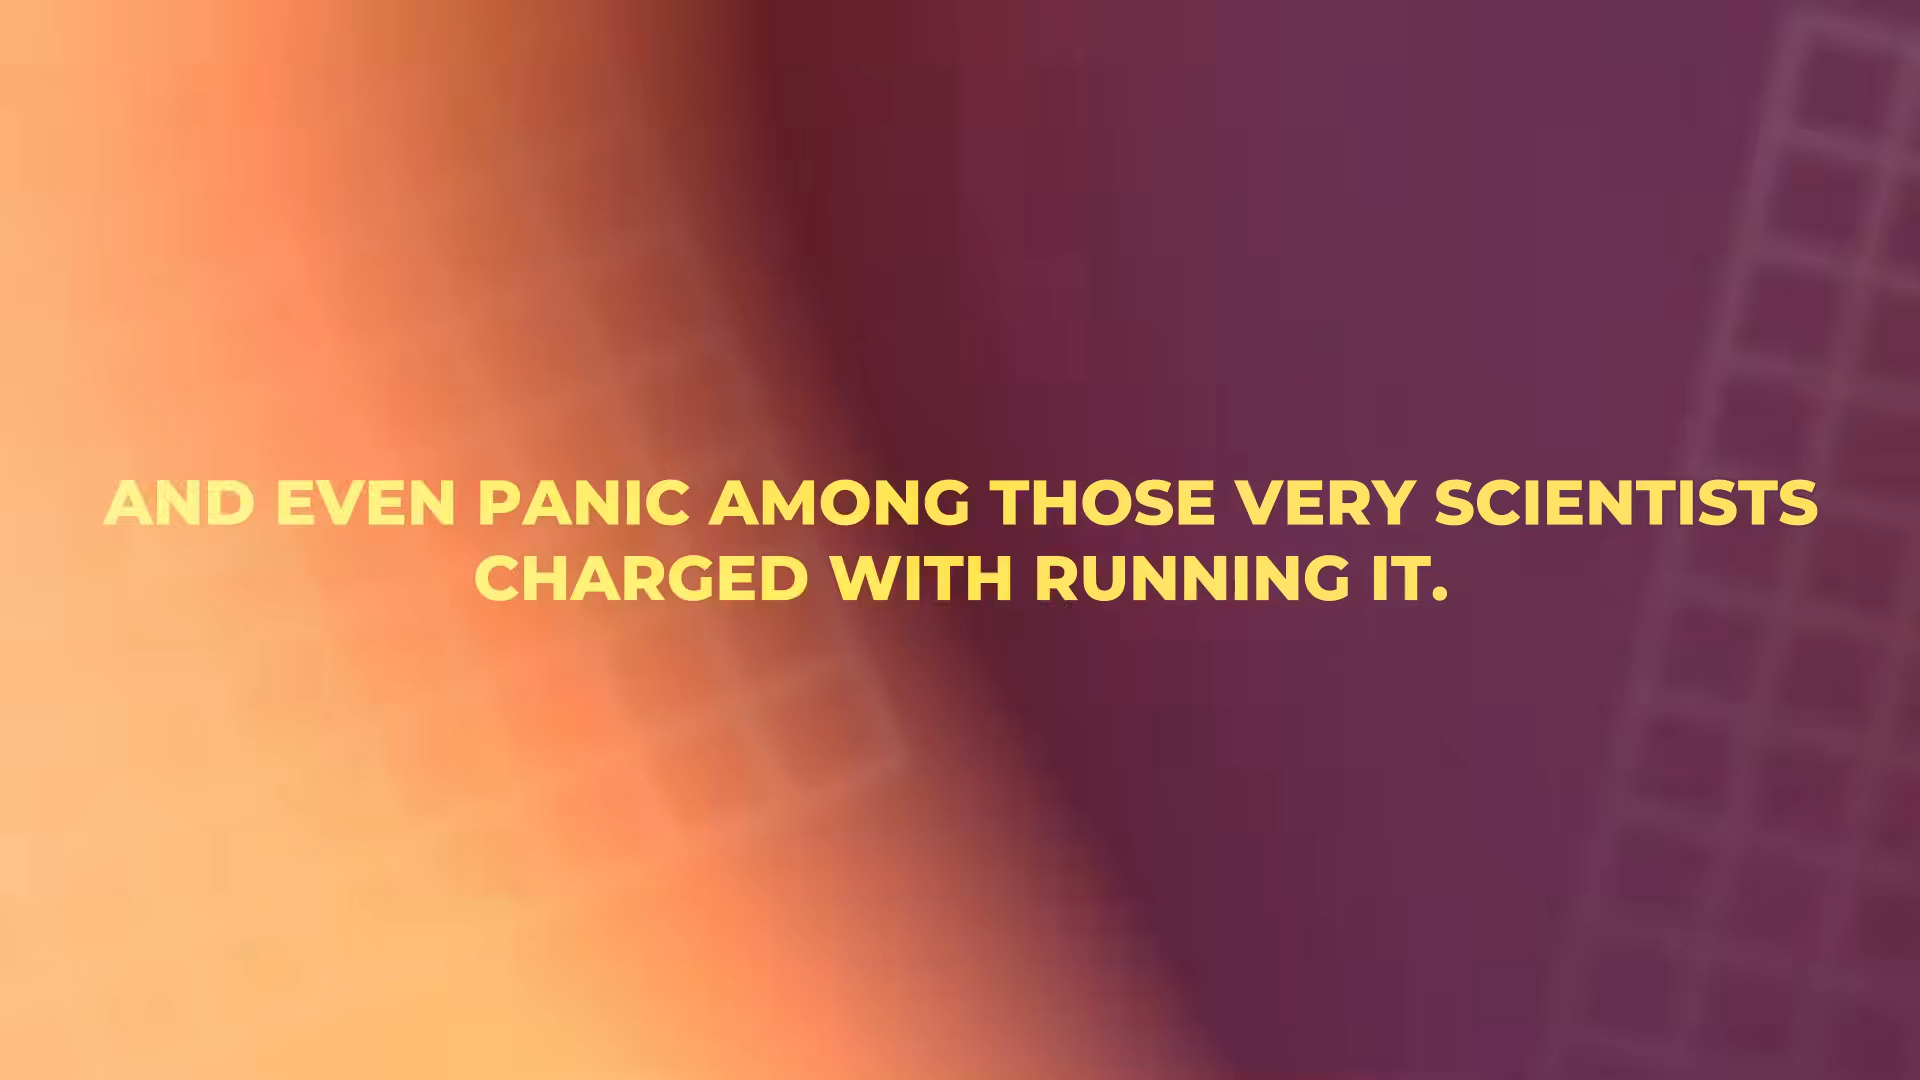 AND EVEN PANIC AMONG THOSE VERY SCIENTISTS
CHARGED WITH RUNNING IT.